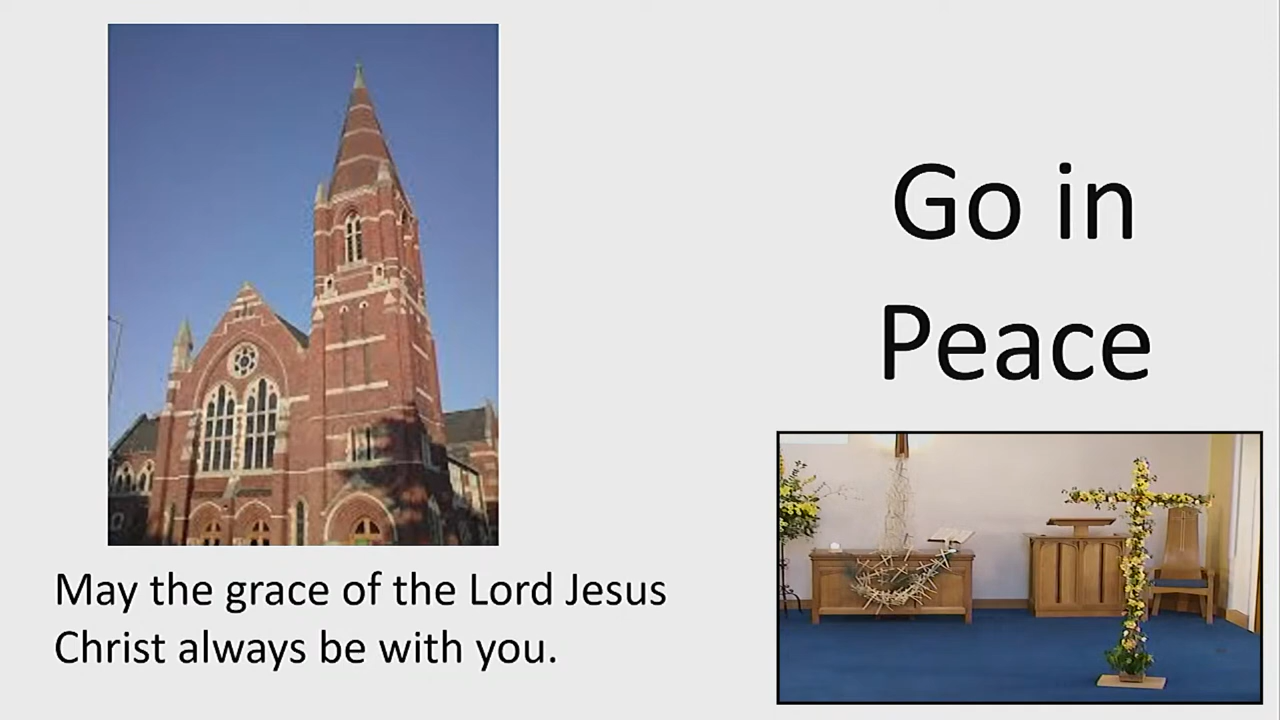 Go in
Peace
May the grace of the Lord Jesus
Christ always be with you.